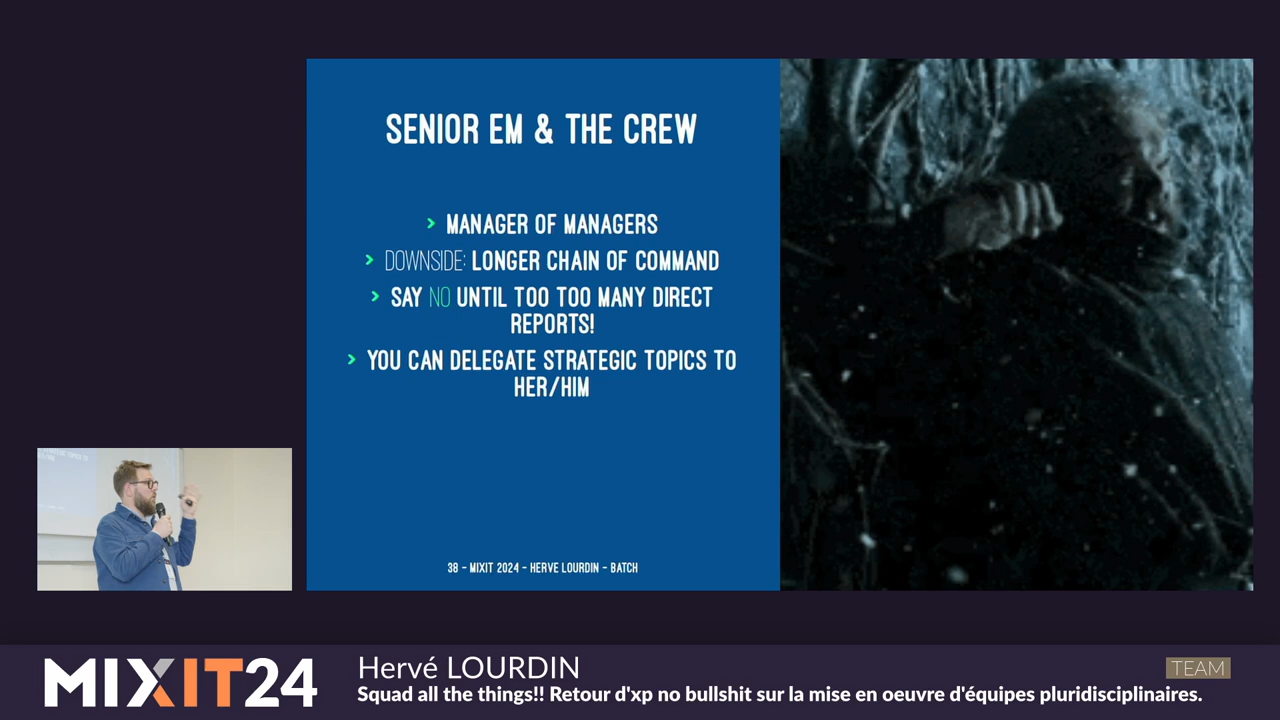 SENIOR EM & THE CREW
> MANAGER OF MANAGERS
> DOWNSIDE: LONGER CHAIN OF COMMAND
> SAY NO UNTIL TOO TOO MANY DIRECT
REPORTS!
> YOU CAN DELEGATE STRATEGIC TOPICS TO
HER/HIM
38 - MIXIT 2024 - HERVE LOURDIN - BATCH
MIXIT24
Hervé LOURDIN
TEAM
Squad all the things!! Retour d'xp no bullshit sur la mise en oeuvre d'équipes pluridisciplinaires.